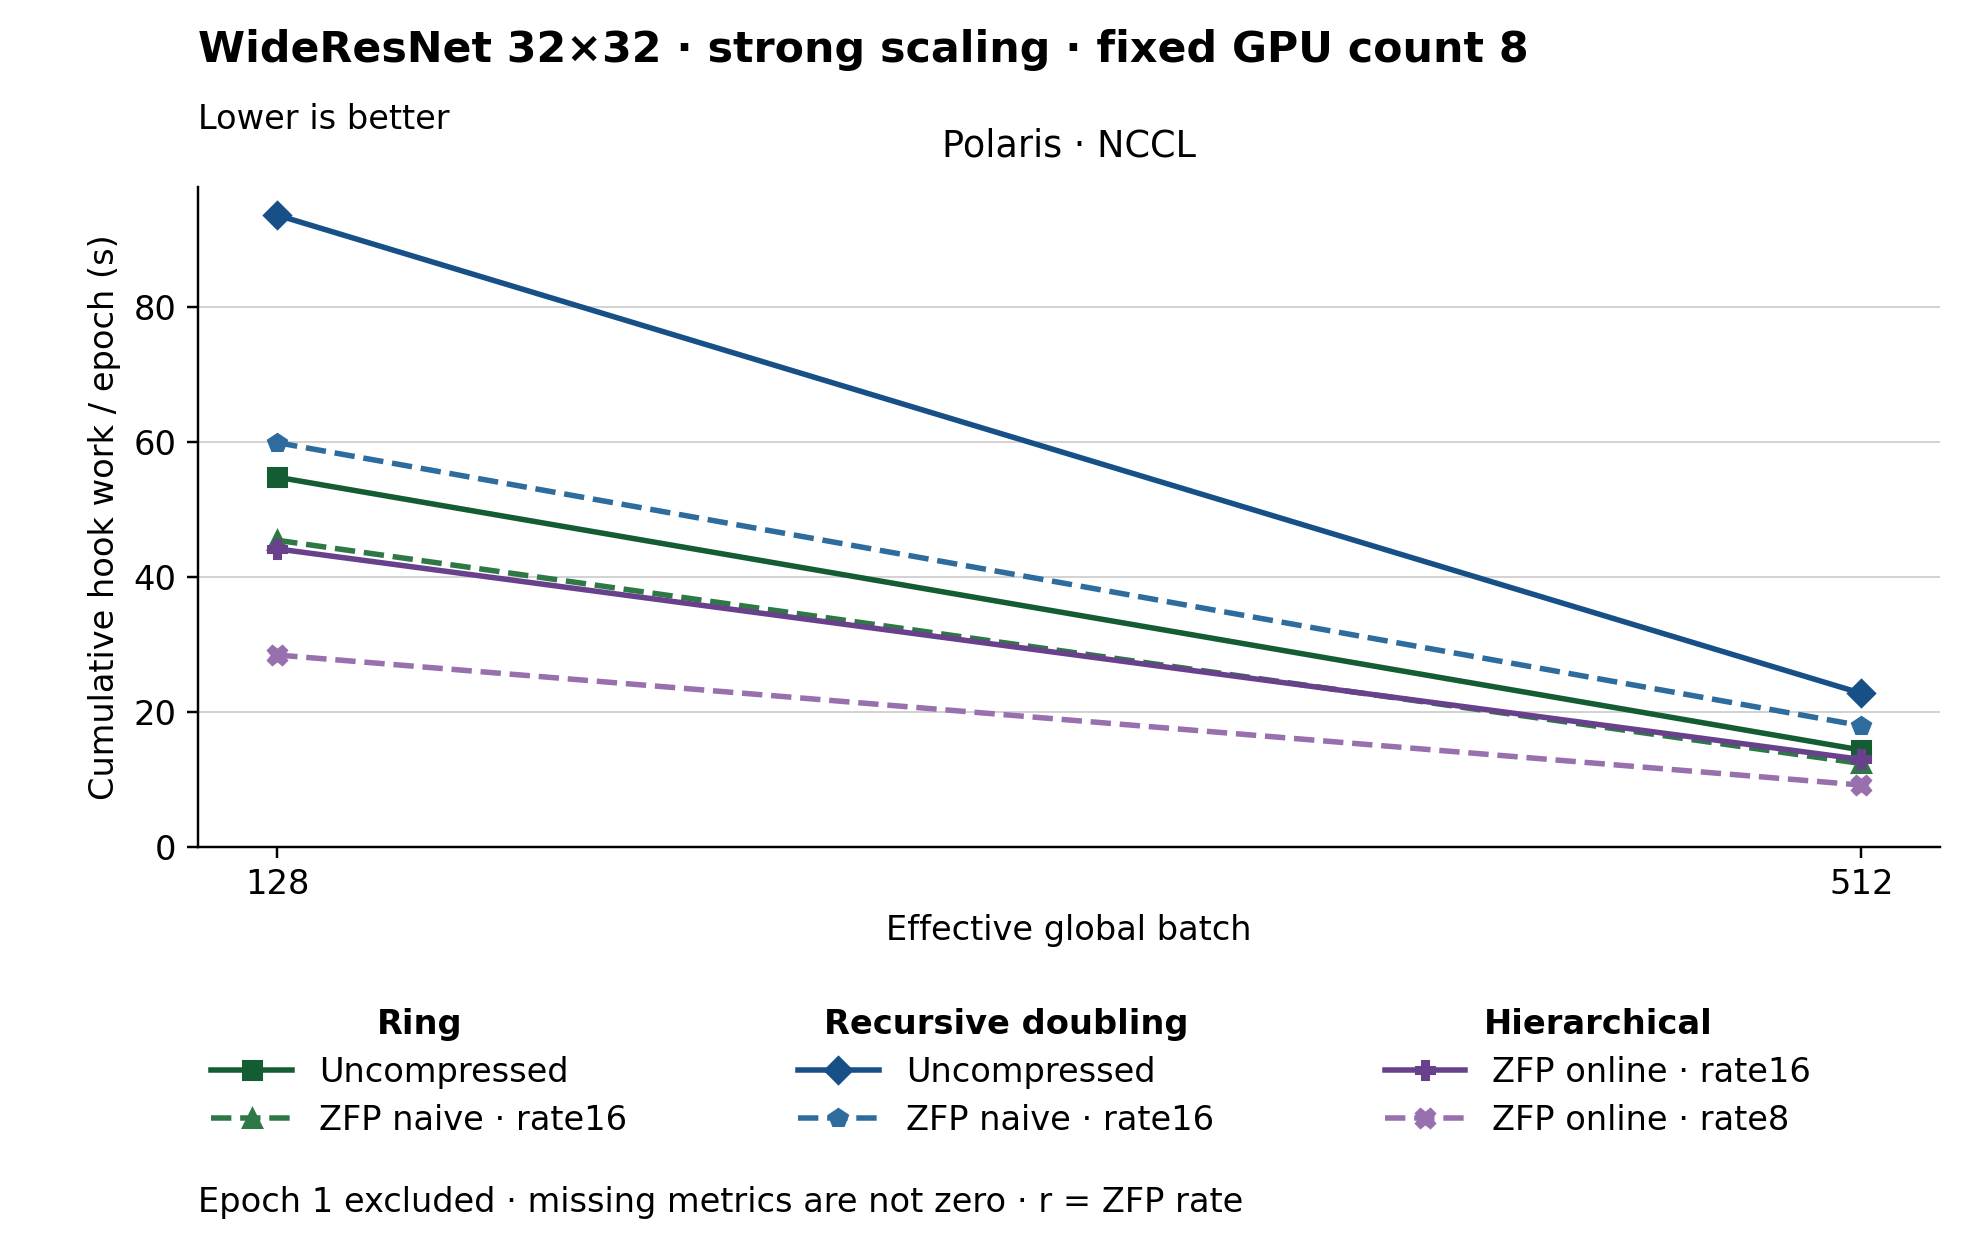 WideResNet 32×32 · strong scaling · fixed GPU count 8
Lower is better
Polaris · NCCL
Cumulative hook work / epoch (s)
80
60
40
20
0
128
512
Effective global batch
Ring
Uncompressed
ZFP naive · rate16
Recursive doubling
Uncompressed
ZFP naive · rate16
Hierarchical
ZFP online · rate16
ZFP online · rate8
Epoch 1 excluded · missing metrics are not zero · r = ZFP rate